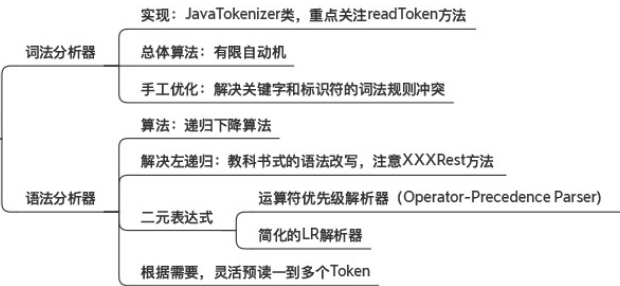 实现：JavaTokenizer类，重点关注readToken方法
词法分析器
总体算法：有限自动机
手工优化：解决关键字和标识符的词法规则冲突
算法：递归下降算法
解决左递归：教科书式的语法改写，注意XXXRest方法
语法分析器
运算符优先级解析器（Operator-Precedence Parser)
二元表达式
简化的LR解析器
根据需要，灵活预读一到多个Token